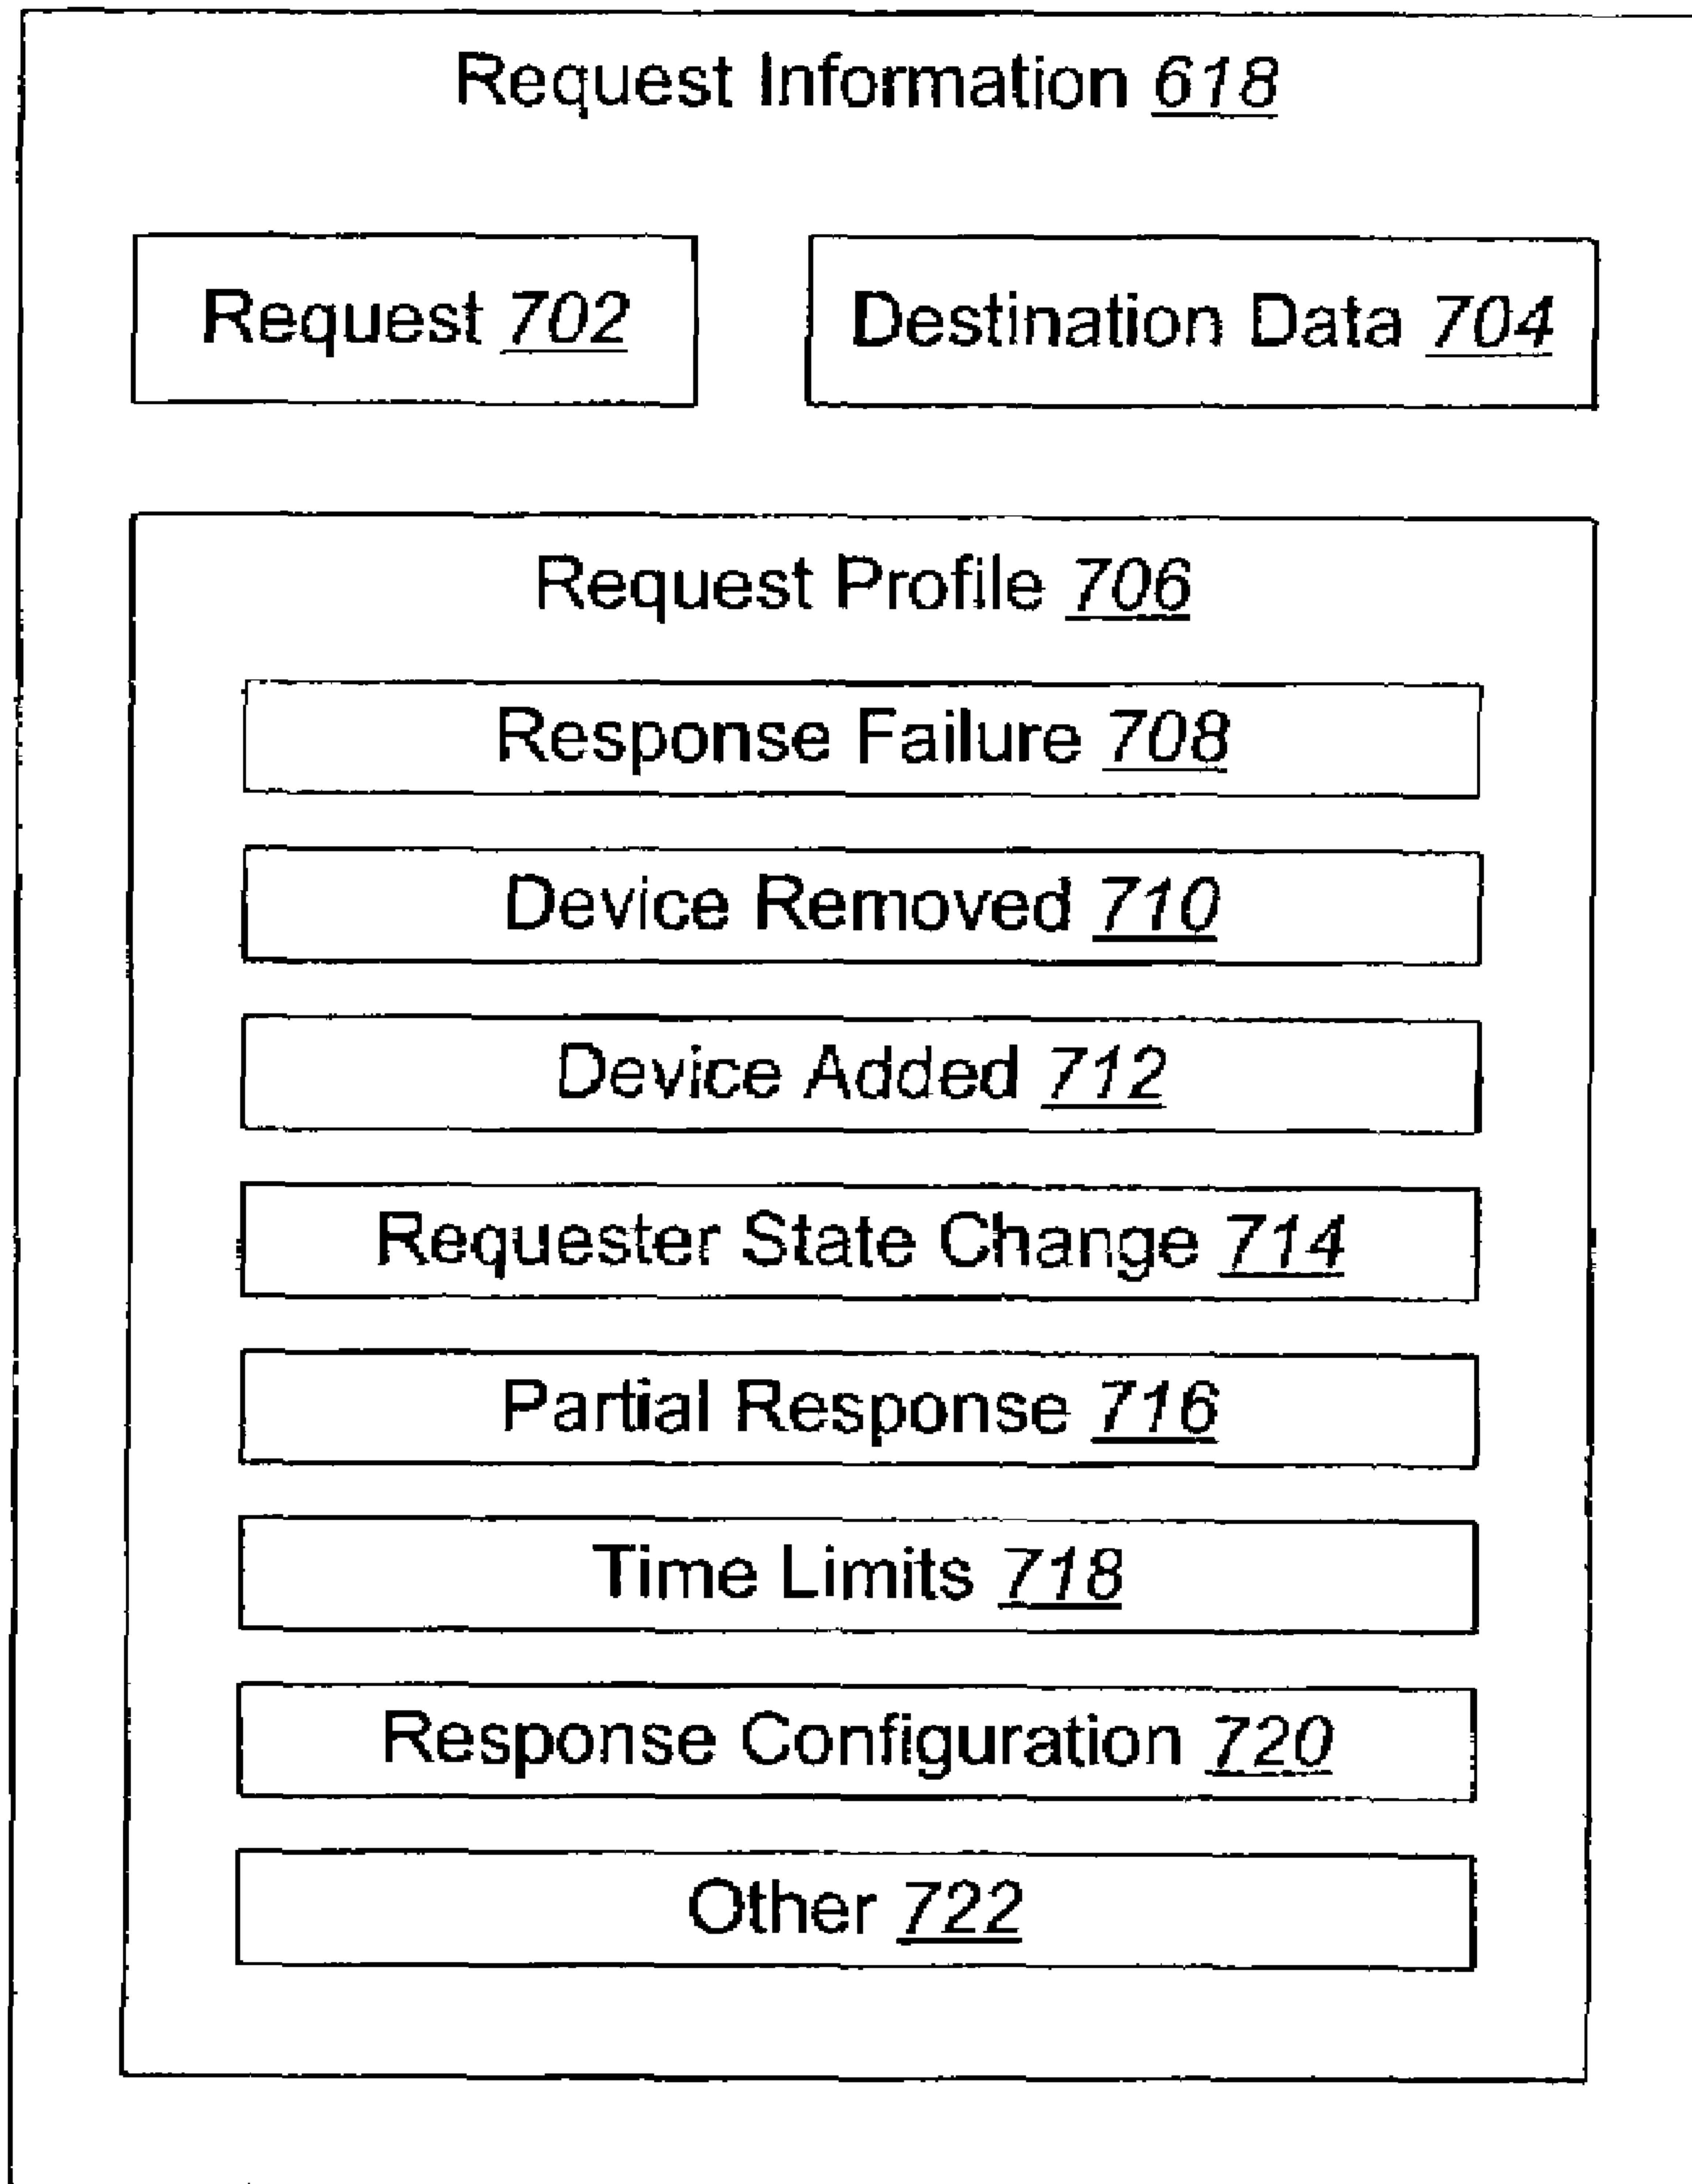 Request Information 618
Request 702
Destination Data 704
Request Profile 706
Response Failure 708
Device Removed 710
Device Added 712
Requester State Change 714
Partial Response 716
Time Limits 718
Response Configuration 720
Other 722